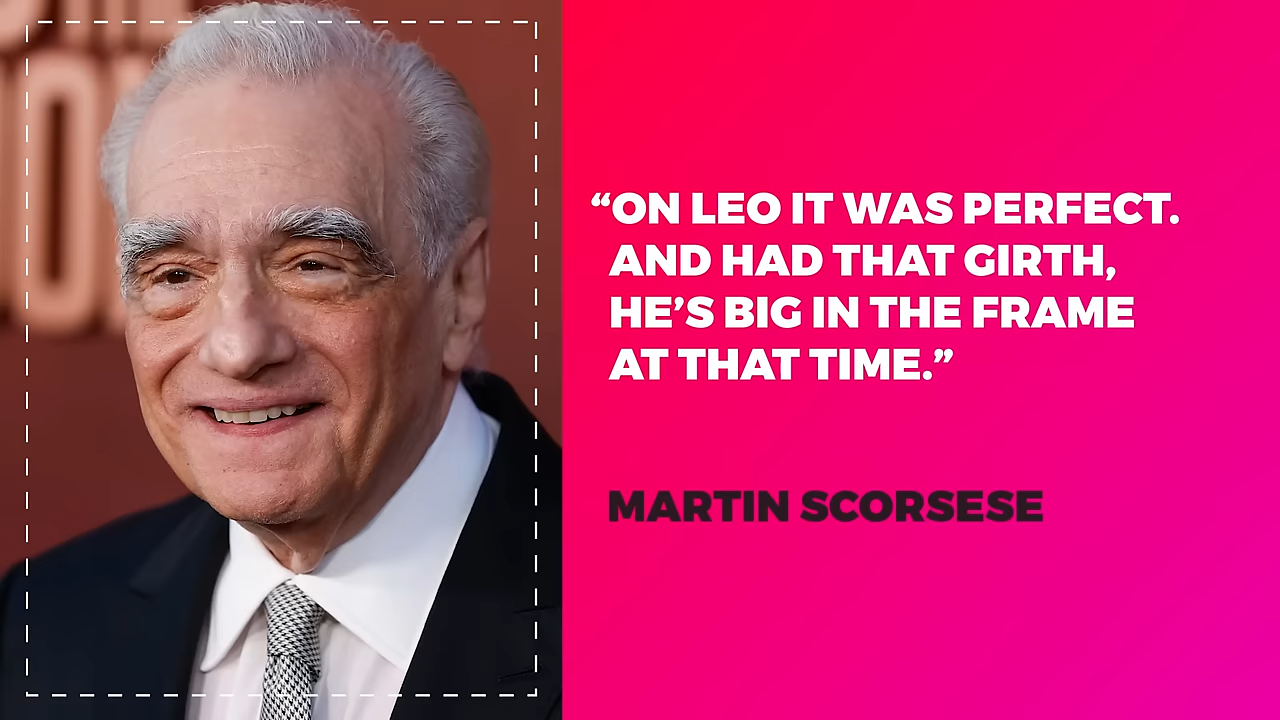 “ON LEO IT WAS PERFECT.
AND HAD THAT GIRTH,
HE’S BIG IN THE FRAME
AT THAT TIME.”
MARTIN SCORSESE